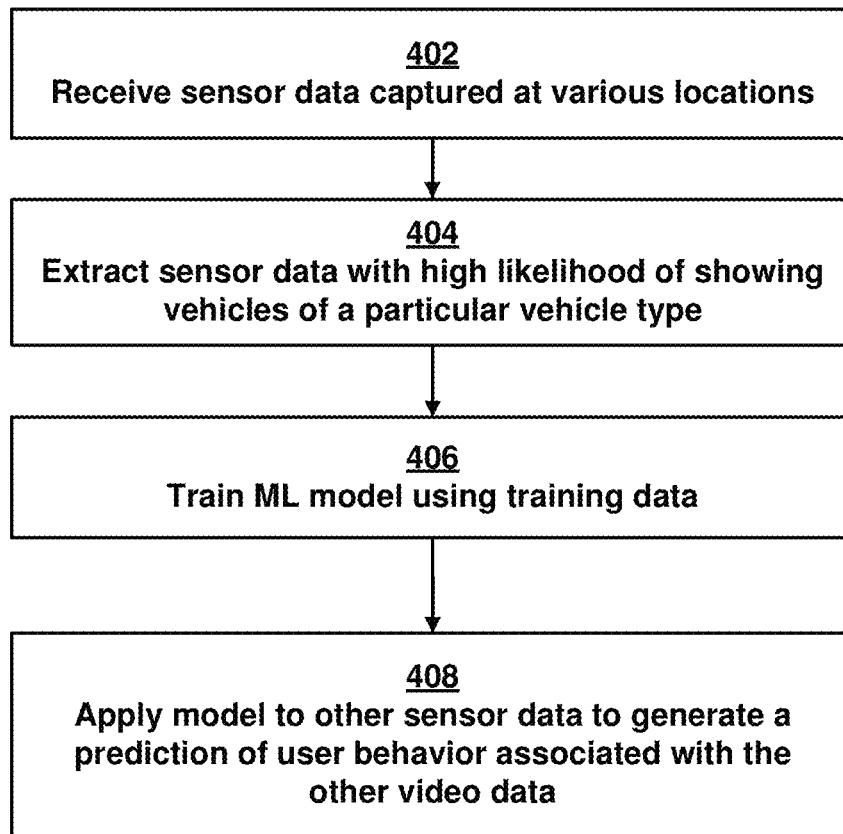 402
Receive sensor data captured at various locations
404
Extract sensor data with high likelihood of showing
vehicles of a particular vehicle type
406
Train ML model using training data
408
Apply model to other sensor data to generate a
prediction of user behavior associated with the
other video data